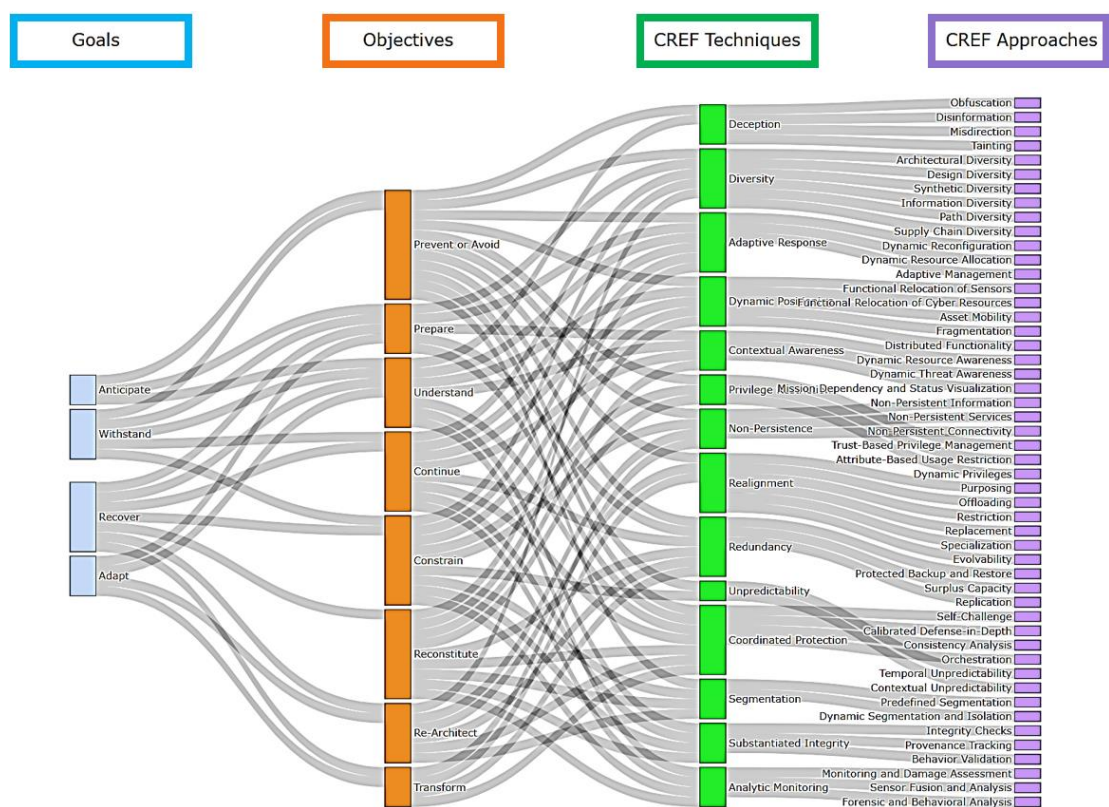 Goals
Objectives
CREF Techniques
CREF Approaches
Anticipate
Withstand
Recover
Adapt
Prevent or Avoid
Prepare
Understand
Continue
Constrain
Reconstitute
Re-Architect
Transform
Deception
Diversity
Adaptive Response
Dynamic
Contextual Awareness
Privilege
Non-Persistence
Realignment
Redundancy
Unpredictability
Coordinated Protection
Segmentation
Substantiated Integrity
Analytic Monitoring
Obfuscation
Disinformation
Misdirection
Tainting
Architectural Diversity
Design Diversity
Synthetic Diversity
Information Diversity
Path Diversity
Supply Chain Diversity
Dynamic Reconfiguration
Dynamic Resource Allocation
Adaptive Management
Functional Relocation of Sensors
Functional Relocation of Cyber Resources
Asset Mobility
Fragmentation
Distributed Functionality
Dynamic Resource Awareness
Dynamic Threat Awareness
Mission Dependency and Status Visualization
Non-Persistent Information
Non-Persistent Services
Non-Persistent Connectivity
Trust-Based Privilege Management
Attribute-Based Usage Restriction
Dynamic Privileges
Purposing
Offloading
Restriction
Replacement
Specialization
Evolvability
Protected Backup and Restore
Surplus Capacity
Replication
Self-Challenge
Calibrated Defense-in-Depth
Consistency Analysis
Orchestration
Temporal Unpredictability
Contextual Unpredictability
Predefined Segmentation
Dynamic Segmentation and Isolation
Integrity Checks
Provenance Tracking
Behavior Validation
Monitoring and Damage Assessment
Sensor Fusion and Analysis
Forensic and Behavioral Analysis